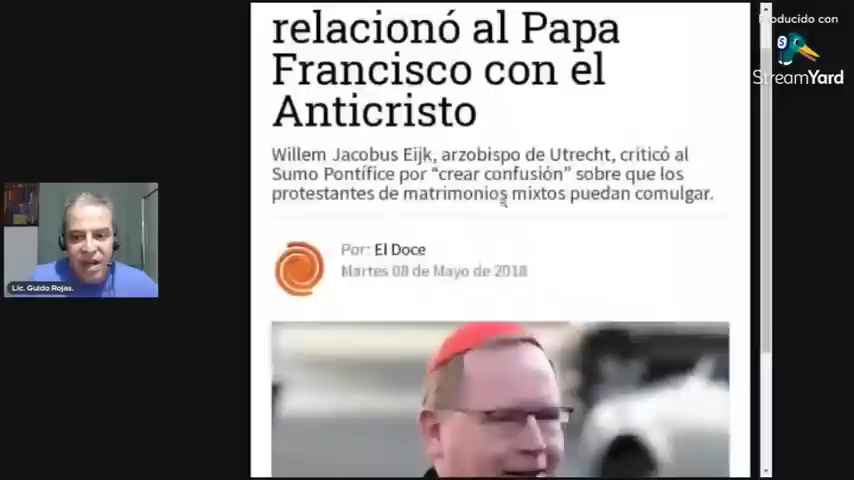 relacionó al Papa
Francisco con el
Anticristo
Willem Jacobus Eijk, arzobispo de Utrecht, criticó al
Sumo Pontífice por “crear confusión” sobre que los
protestantes de matrimonios mixtos puedan comulgar.
Por: El Doce
Martes 08 de Mayo de 2018
Lic. Guido Rojas.
Producido con
S
StreamYard